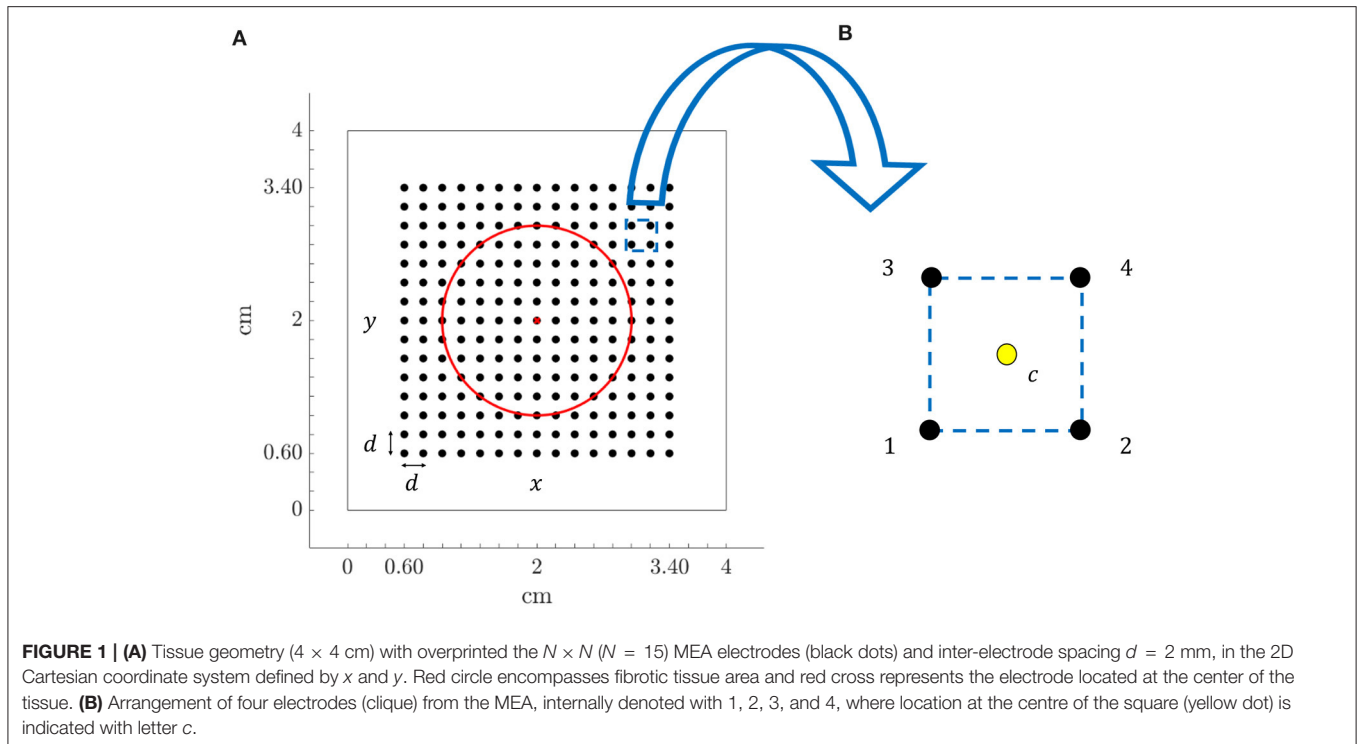 A
B
4
3.40
2
0.60
0
cm
y
d
d
x
0
0.60
2
3.40
4
cm
3
4
c
1
2
FIGURE 1 | (A) Tissue geometry (4 × 4 cm) with overprinted the N × N (N = 15) MEA electrodes (black dots) and inter-electrode spacing d = 2 mm, in the 2D
Cartesian coordinate system defined by x and y. Red circle encompasses fibrotic tissue area and red cross represents the electrode located at the center of the
tissue. (B) Arrangement of four electrodes (clique) from the MEA, internally denoted with 1, 2, 3, and 4, where location at the centre of the square (yellow dot) is
indicated with letter c.